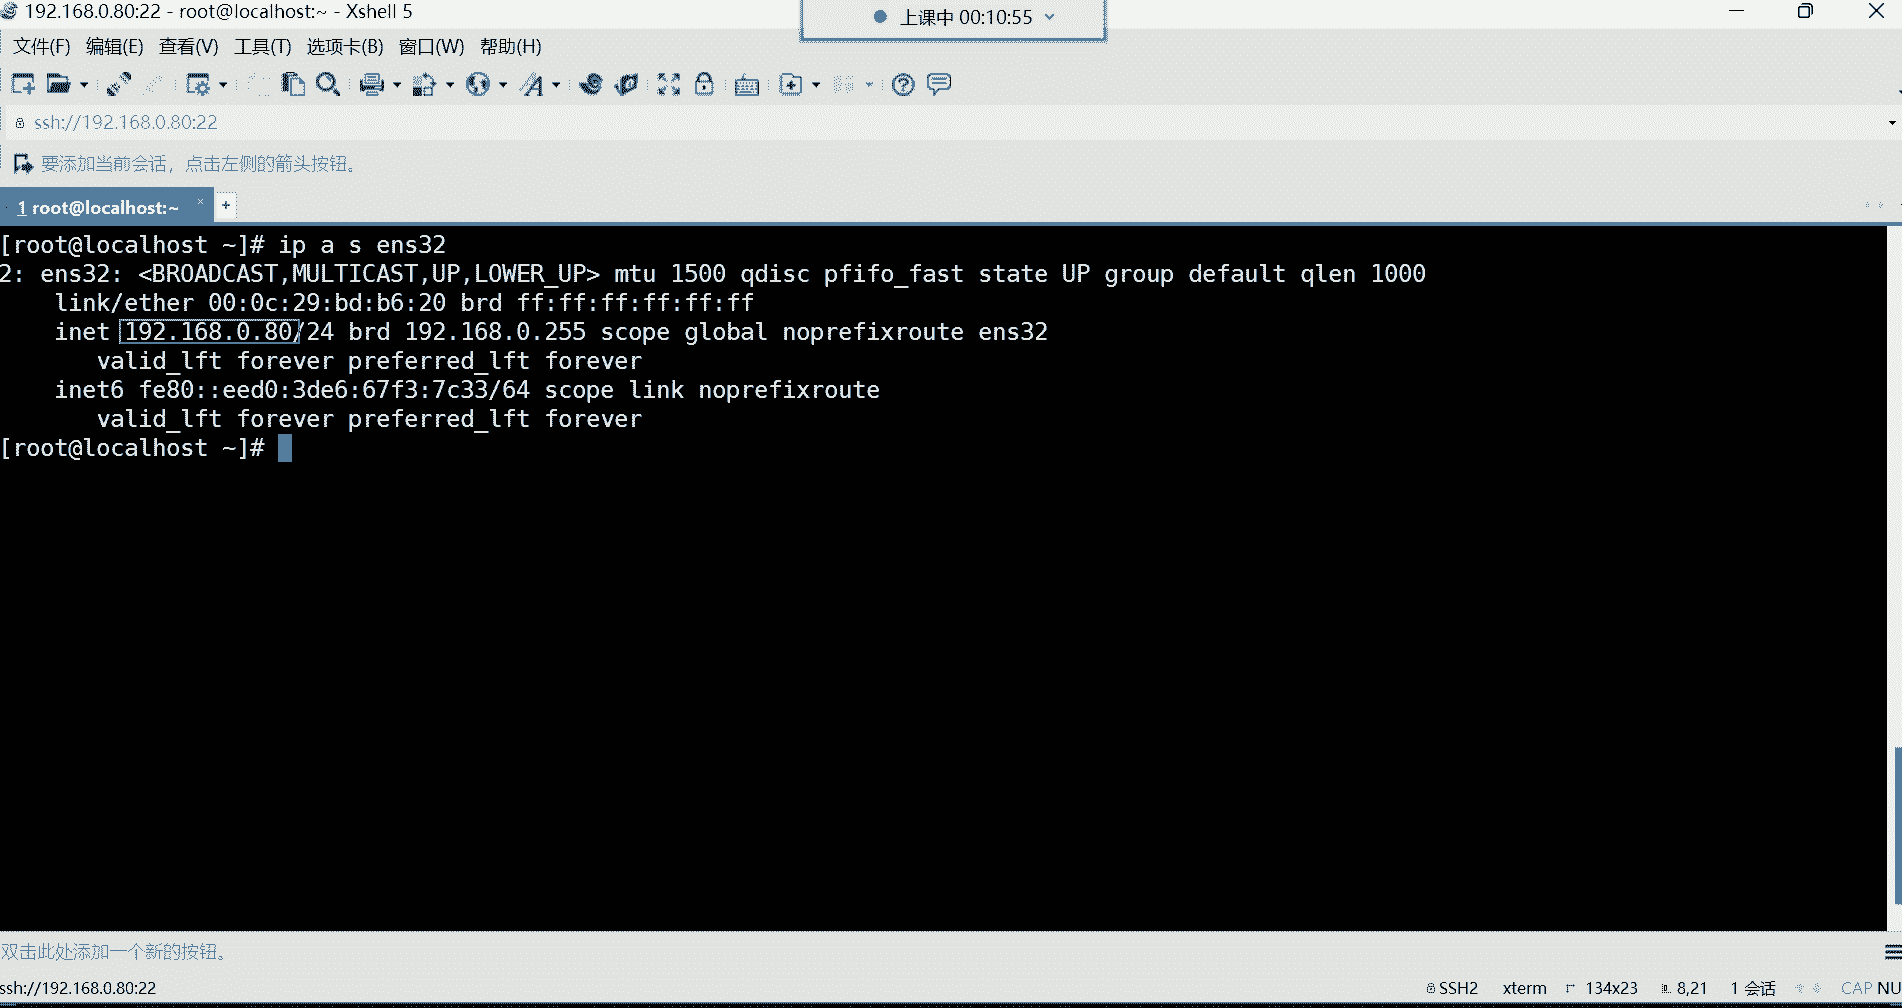 192.168.0.80:22 - root@localhost:~ - Xshell 5
上课中 00:10:55
文件(F) 编辑(E) 查看(V) 工具(T) 选项卡(B) 窗口(W) 帮助(H)
ssh://192.168.0.80:22
要添加当前会话，点击左侧的箭头按钮。
1 root@localhost:~ × +
[root@localhost ~]# ip a s ens32
2: ens32: <BROADCAST,MULTICAST,UP,LOWER_UP> mtu 1500 qdisc pfifo_fast state UP group default qlen 1000
    link/ether 00:0c:29:bd:b6:20 brd ff:ff:ff:ff:ff:ff
    inet 192.168.0.80/24 brd 192.168.0.255 scope global noprefixroute ens32
       valid_lft forever preferred_lft forever
    inet6 fe80::eed0:3de6:67f3:7c33/64 scope link noprefixroute
       valid_lft forever preferred_lft forever
[root@localhost ~]#
双击此处添加一个新的按钮。
ssh://192.168.0.80:22 SSH2 xterm 134x23 8,21 1 会话 CAP NU